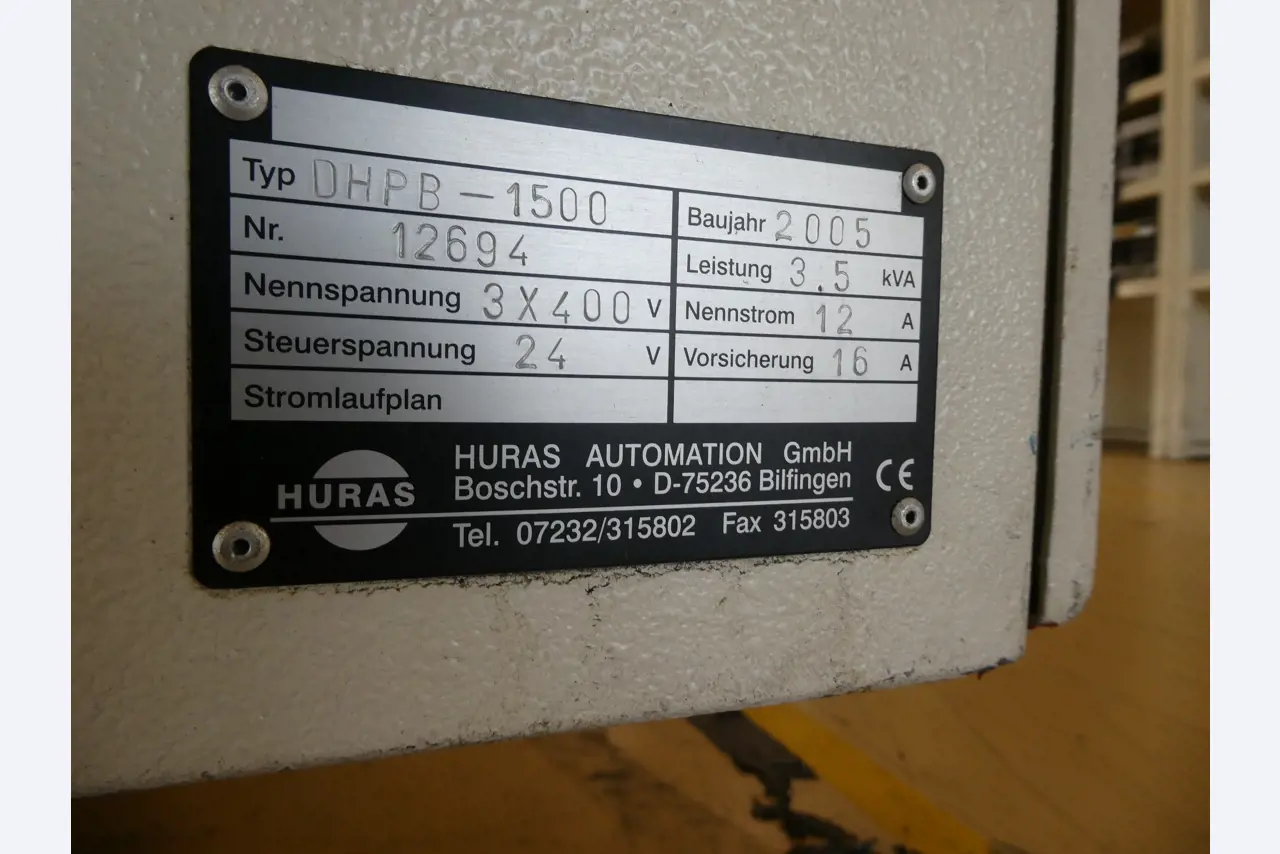 Typ DHPB-1500
Nr. 12694
Nennspannung 3X400 V
Steuerspannung 24 V
Stromlaufplan
Baujahr 2005
Leistung 3.5 kVA
Nennstrom 12 A
Vorsicherung 16 A
HURAS
HURAS AUTOMATION GmbH
Boschstr. 10 • D-75236 Bilfingen
Tel. 07232/315802 Fax 315803
CE